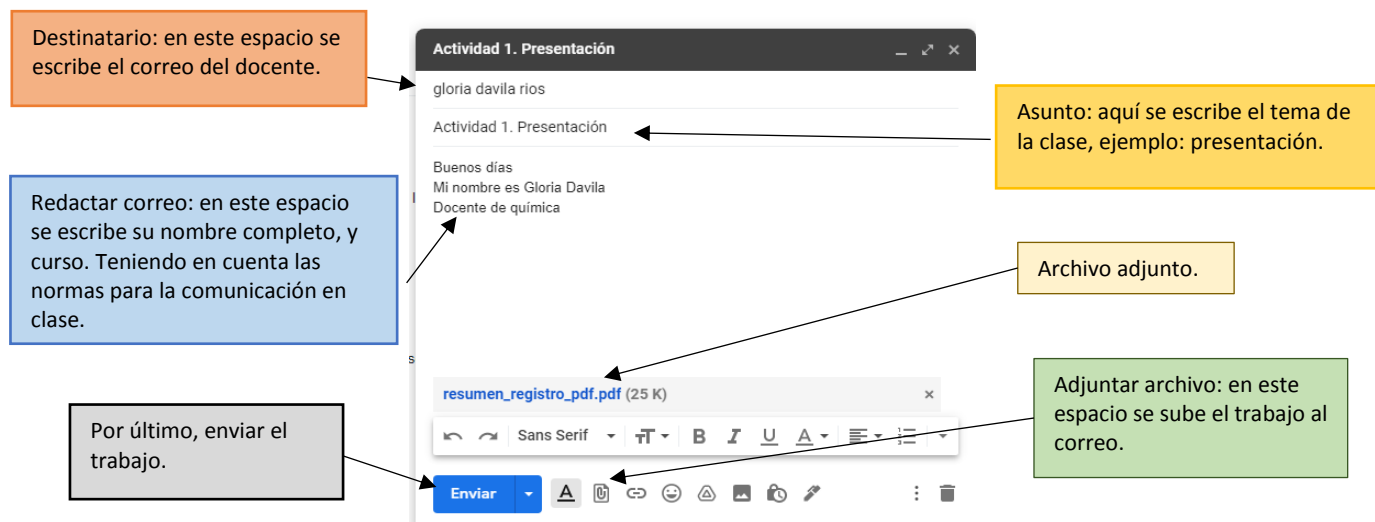 Destinatario: en este espacio se
escribe el correo del docente.
Actividad 1. Presentación
gloria davila rios
Actividad 1. Presentación
Asunto: aquí se escribe el tema de
la clase, ejemplo: presentación.
Buenos días
Mi nombre es Gloria Davila
Docente de química
Redactar correo: en este espacio
se escribe su nombre completo, y
curso. Teniendo en cuenta las
normas para la comunicación en
clase.
Archivo adjunto.
resumen_registro_pdf.pdf (25 K)
Adjuntar archivo: en este
espacio se sube el trabajo al
correo.
Sans Serif
Por último, enviar el
trabajo.
Enviar